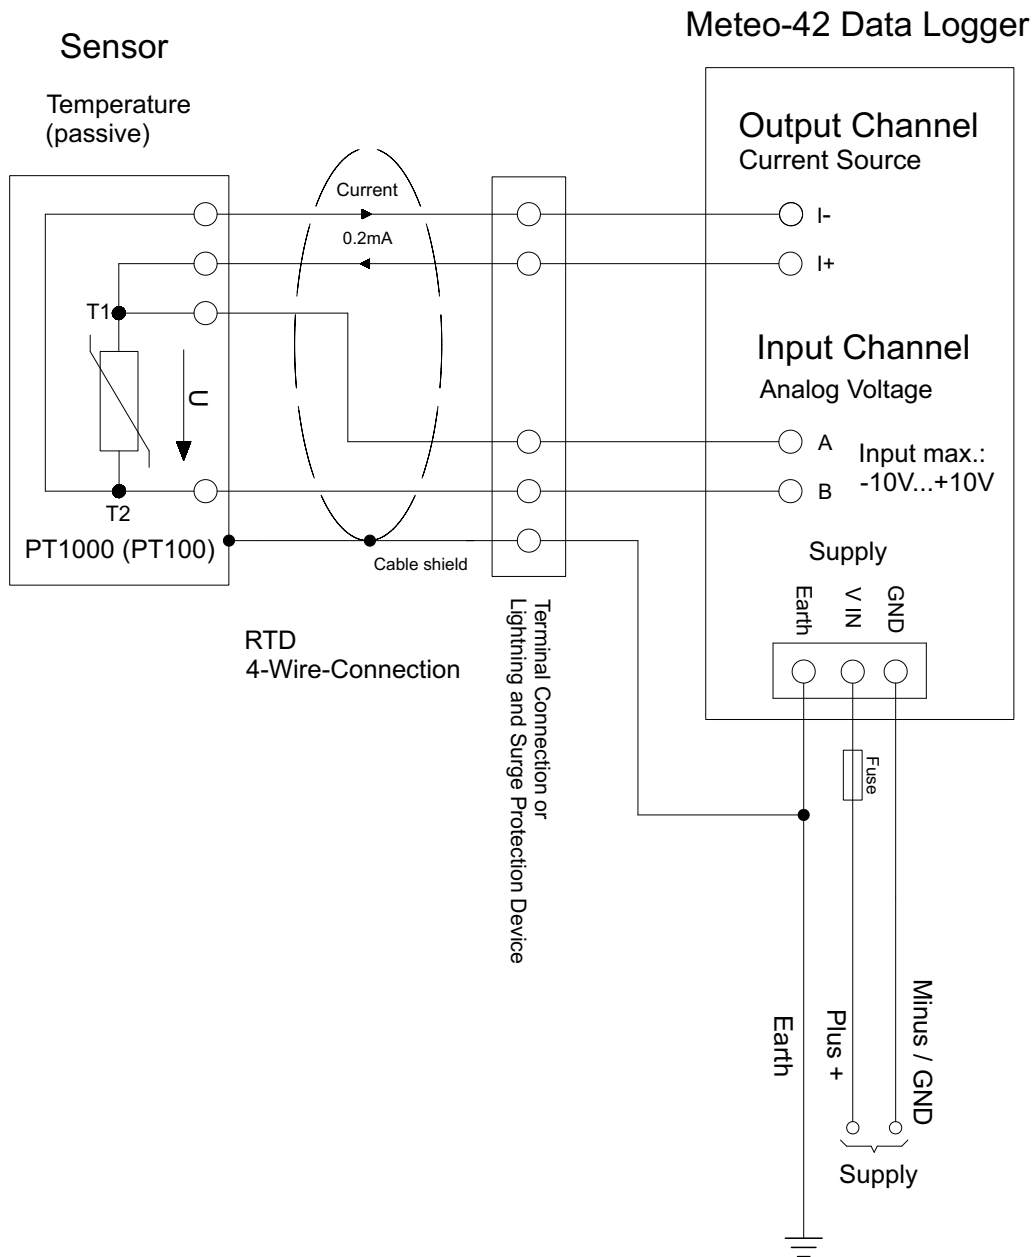 Meteo-42 Data Logger
Sensor
Temperature
(passive)
Output Channel
Current Source
Current
0.2mA
I-
I+
T1
U
T2
PT1000 (PT100)
Input Channel
Analog Voltage
A
B
Input max.:
-10V...+10V
Cable shield
Supply
Earth
V IN
GND
RTD
4-Wire-Connection
Terminal Connection or
Lightning and Surge Protection Device
Fuse
Earth
Plus +
Minus / GND
Supply